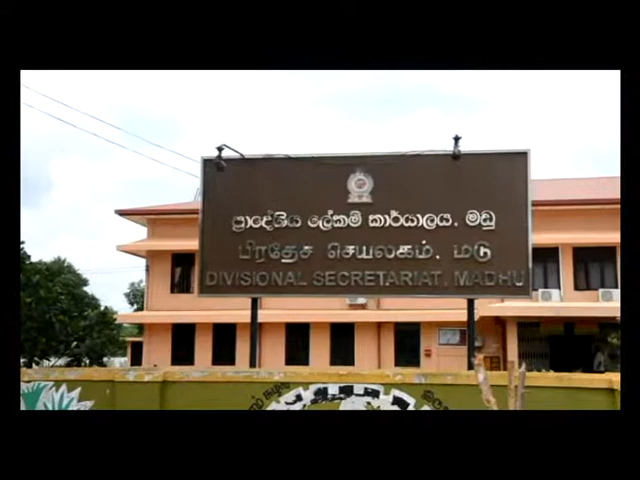 ප්‍රාදේශීය ලේකම් කාර්යාලය. මඩු
பிரதேச செயலகம். மடு
DIVISIONAL SECRETARIAT. MADHU